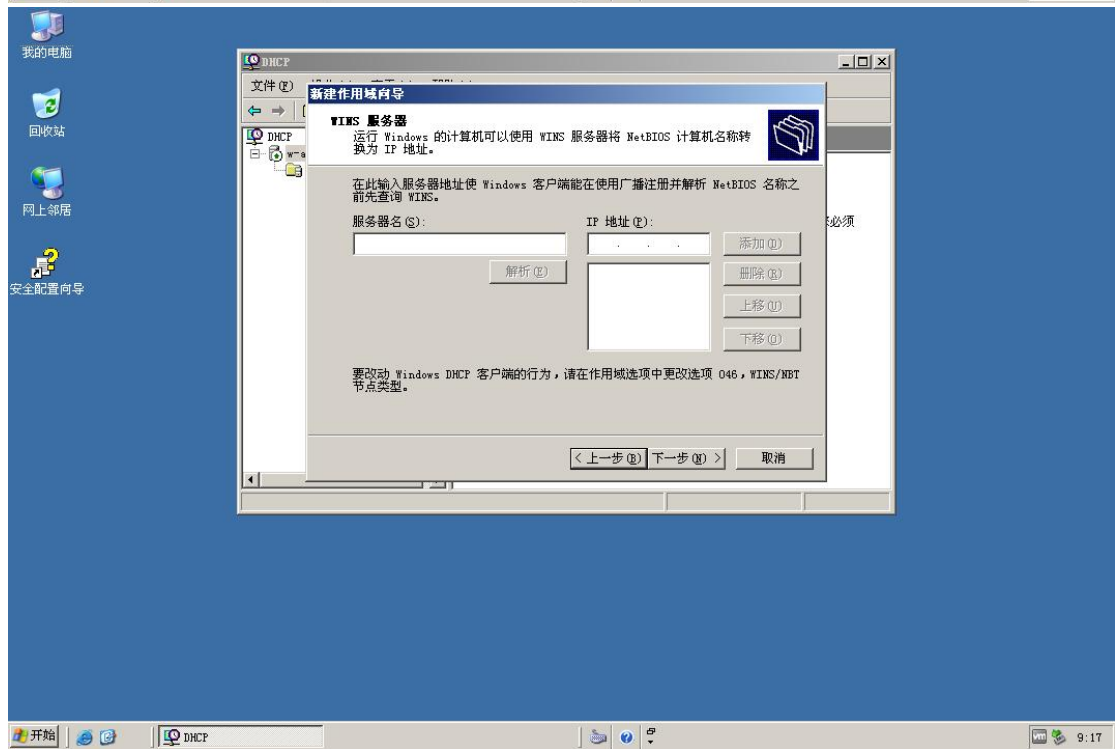 我的电脑
回收站
网上邻居
安全配置向导
DHCP
文件(F)
新建作用域向导
WINS 服务器
运行 Windows 的计算机可以使用 WINS 服务器将 NetBIOS 计算机名称转
换为 IP 地址。
DHCP
w-a
在此输入服务器地址使 Windows 客户端能在使用广播注册并解析 NetBIOS 名称之
前先查询 WINS。
服务器名(S):
IP 地址(P):
必须
添加(D)
解析(E)
删除(R)
上移(U)
下移(O)
要改动 Windows DHCP 客户端的行为，请在作用域选项中更改选项 046，WINS/NBT
节点类型。
< 上一步(B)
下一步(N) >
取消
开始
DHCP
9:17